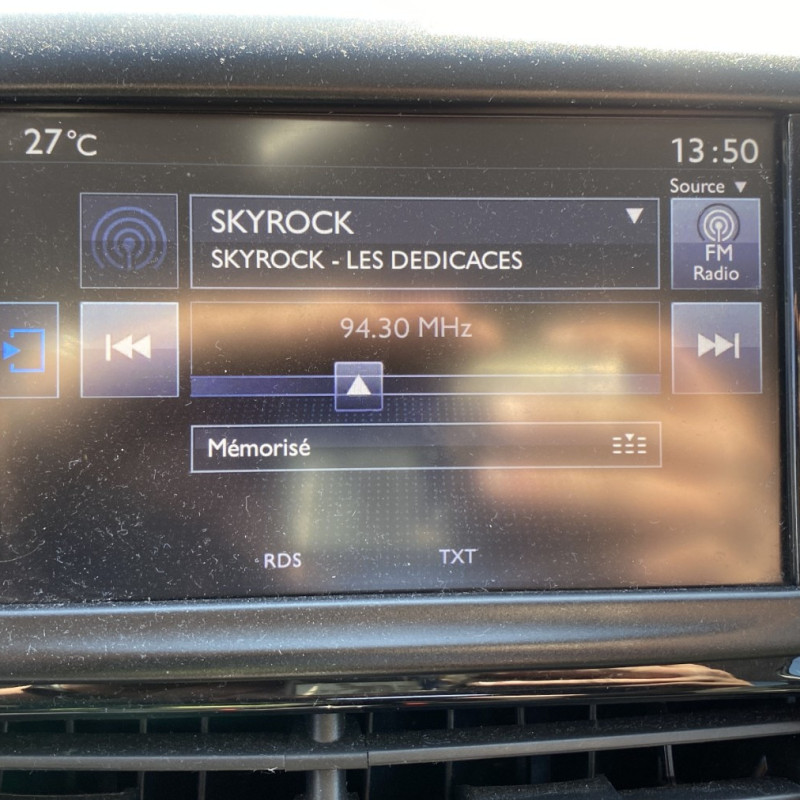 27°C
13:50
Source
SKYROCK
SKYROCK - LES DEDICACES
FM
Radio
94.30 MHz
Mémorisé
RDS
TXT